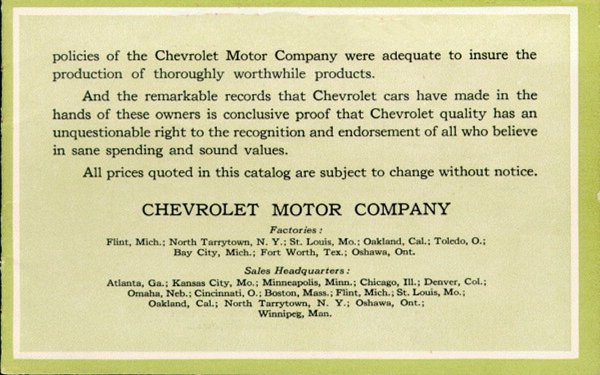 policies of the Chevrolet Motor Company were adequate to insure the
production of thoroughly worthwhile products.
And the remarkable records that Chevrolet cars have made in the
hands of these owners is conclusive proof that Chevrolet quality has an
unquestionable right to the recognition and endorsement of all who believe
in sane spending and sound values.
All prices quoted in this catalog are subject to change without notice.
CHEVROLET MOTOR COMPANY
Factories:
Flint, Mich.; North Tarrytown, N. Y.; St. Louis, Mo.; Oakland, Cal.; Toledo, O.;
Bay City, Mich.; Fort Worth, Tex.; Oshawa, Ont.
Sales Headquarters:
Atlanta, Ga.; Kansas City, Mo.; Minneapolis, Minn.; Chicago, Ill.; Denver, Col.;
Omaha, Neb.; Cincinnati, O.; Boston, Mass.; Flint, Mich.; St. Louis, Mo.;
Oakland, Cal.; North Tarrytown, N. Y.; Oshawa, Ont.;
Winnipeg, Man.